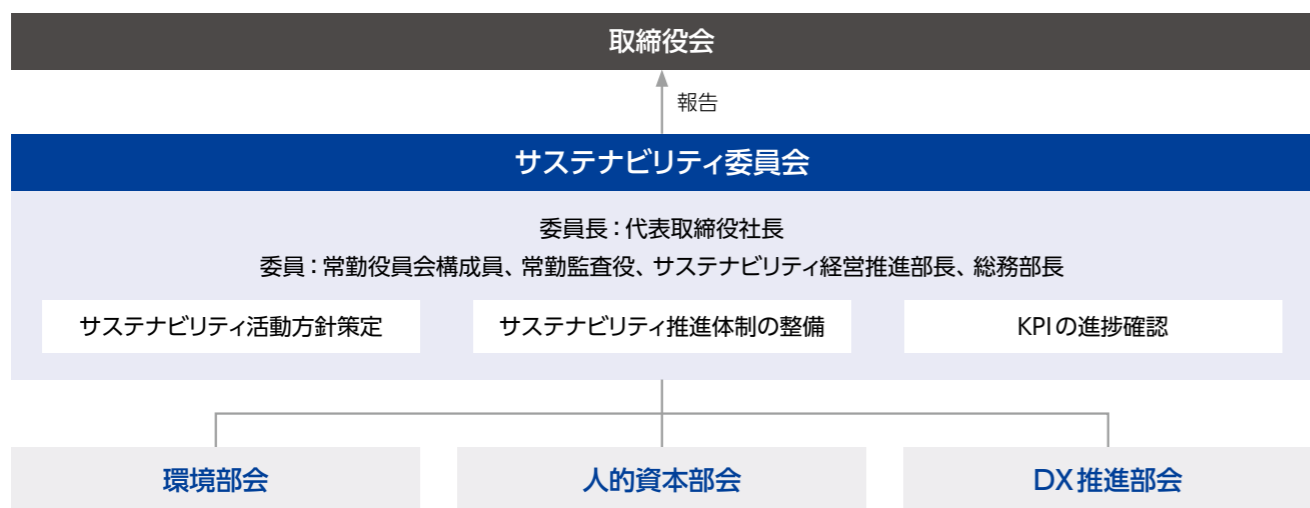 取締役会
報告
サステナビリティ委員会
委員長：代表取締役社長
委員：常勤役員会構成員、常勤監査役、サステナビリティ経営推進部長、総務部長
サステナビリティ活動方針策定
サステナビリティ推進体制の整備
KPIの進捗確認
環境部会
人的資本部会
DX推進部会